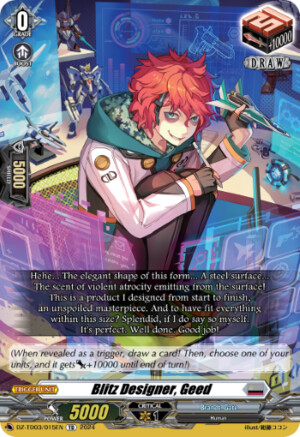 0
GRADE
+10000
DRAW
BOOST
5000
SHIELD
Hehe... The elegant shape of this form... A steel surface...
The scent of violent atrocity emitting from the surface!
This is a product I designed from start to finish,
an unspoiled masterpiece. And to have fit everything
within this size? Splendid, if I do say so myself.
It's perfect. Well done. Good job!
(When revealed as a trigger, draw a card! Then, choose one of your
units, and it gets +10000 until end of turn!)
TRIGGER UNIT
Blitz Designer, Geed
DZ-TD03/015EN
TD
2024
POWER
5000
CRITICAL
1
Brandt Gate
Human